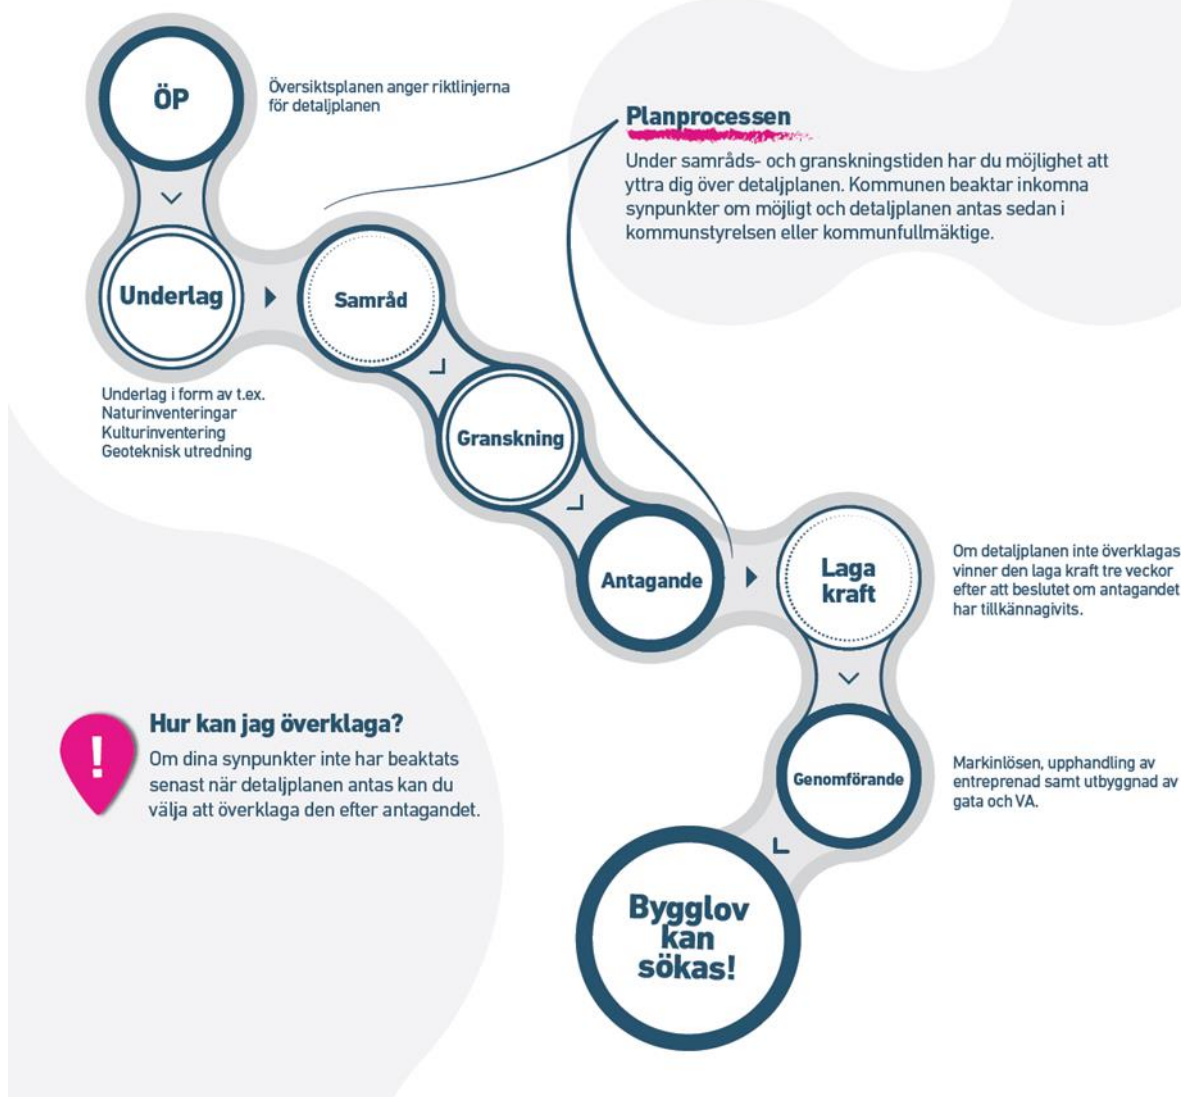 ÖP
Översiktsplanen anger riktlinjerna
för detaljplanen
Planprocessen
Under samråds- och granskningstiden har du möjlighet att
yttra dig över detaljplanen. Kommunen beaktar inkomna
synpunkter om möjligt och detaljplanen antas sedan i
kommunstyrelsen eller kommunfullmäktige.
Underlag
Samråd
Underlag i form av t.ex.
Naturinventeringar
Kulturinventering
Geoteknisk utredning
Granskning
Antagande
Laga
kraft
Om detaljplanen inte överklagas
vinner den laga kraft tre veckor
efter att beslutet om antagandet
har tillkännagivits.
!
Hur kan jag överklaga?
Om dina synpunkter inte har beaktats
senast när detaljplanen antas kan du
välja att överklaga den efter antagandet.
Genomförande
Markinlösen, upphandling av
entreprenad samt utbyggnad av
gata och VA.
Bygglov
kan
sökas!